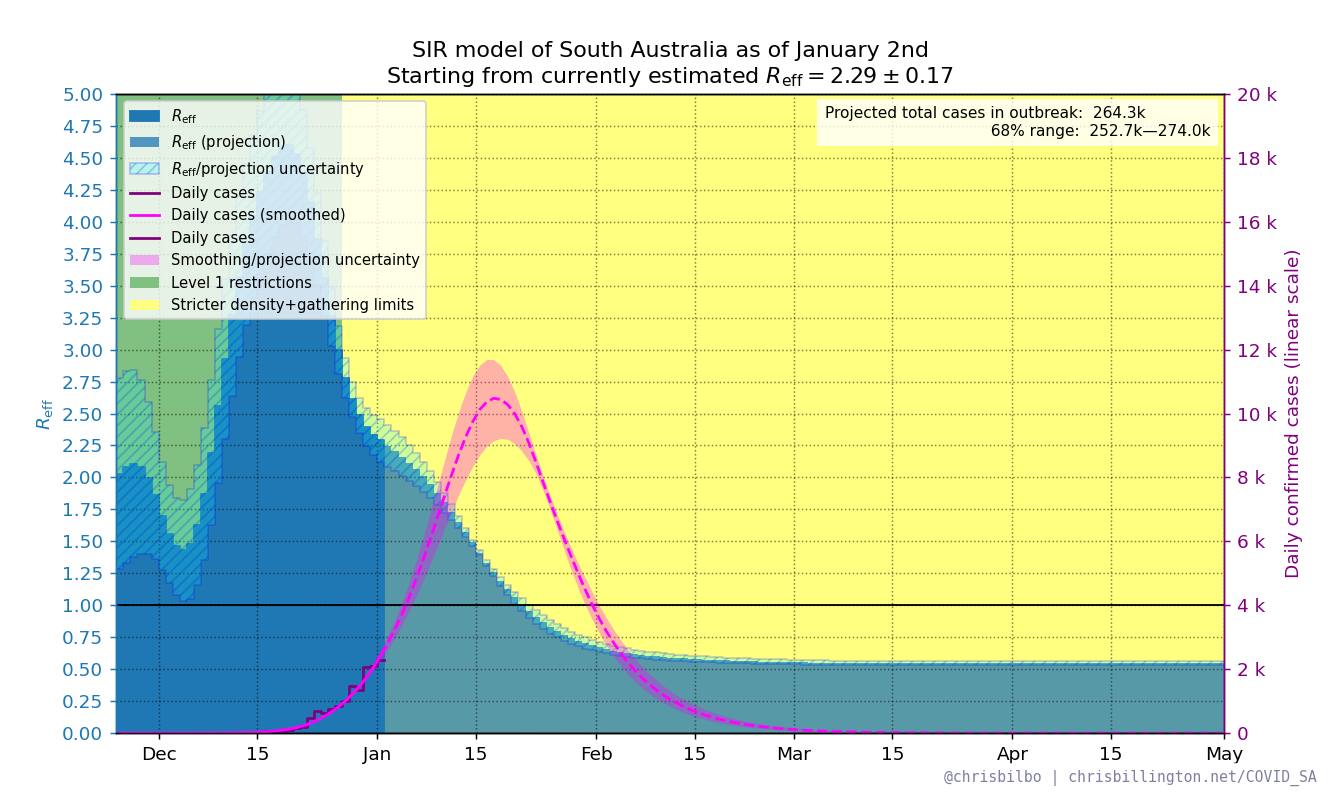 SIR model of South Australia as of January 2nd
Starting from currently estimated R_eff = 2.29 ± 0.17
5.00
4.75
4.50
4.25
4.00
3.75
3.50
3.25
3.00
2.75
2.50
2.25
2.00
1.75
1.50
1.25
1.00
0.75
0.50
0.25
0.00
R_eff
R_eff
R_eff (projection)
R_eff/projection uncertainty
Daily cases
Daily cases (smoothed)
Daily cases
Smoothing/projection uncertainty
Level 1 restrictions
Stricter density+gathering limits
Projected total cases in outbreak: 264.3k
68% range: 252.7k—274.0k
20 k
18 k
16 k
14 k
12 k
10 k
8 k
6 k
4 k
2 k
0
Daily confirmed cases (linear scale)
Dec 15 Jan 15 Feb 15 Mar 15 Apr 15 May
@chrisbilbo | chrisbillington.net/COVID_SA